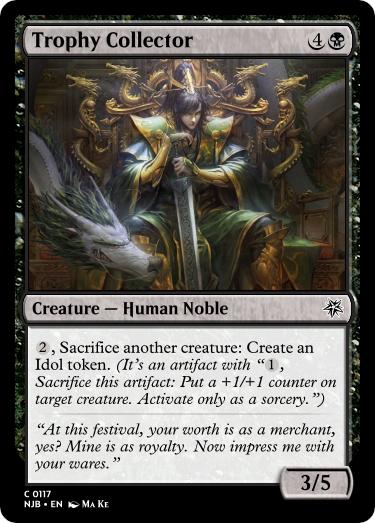 Trophy Collector 4
Creature — Human Noble
2, Sacrifice another creature: Create an
Idol token. (It's an artifact with “1,
Sacrifice this artifact: Put a +1/+1 counter on
target creature. Activate only as a sorcery.”)
“At this festival, your worth is as a merchant,
yes? Mine is as royalty. Now impress me with
your wares.”
3/5
C 0117
NJB • EN Ma Ke